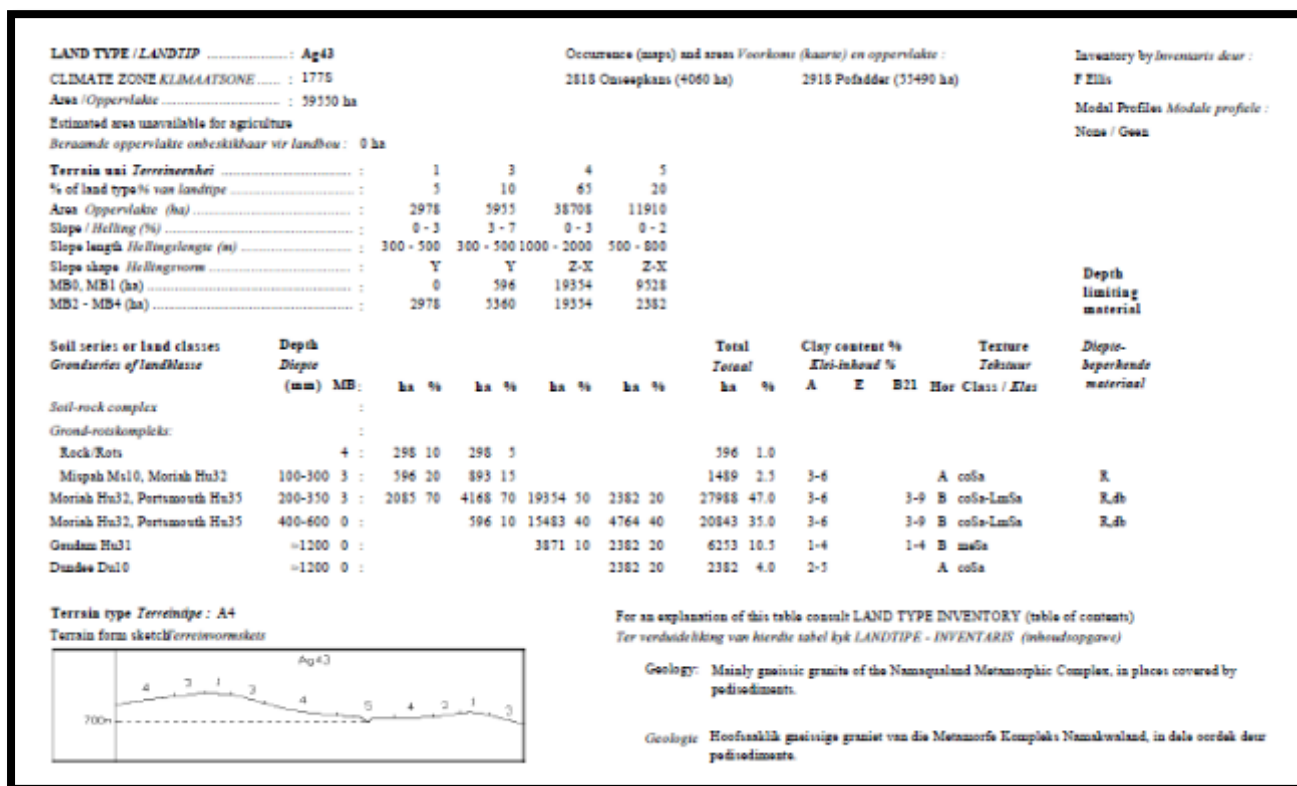 LAND TYPE / LANDTIP .................... : Ag43 Occurrence (maps) and areas Voorkoms (kaarte) en oppervlakte : Inventory by Inventaris deur :
CLIMATE ZONE KLIMAATSONE ...... : 177S 2818 Onseepkans (4060 ha) 2918 Pofadder (55490 ha) F Ellis
Area / Oppervlakte .................... : 59550 ha Modal Profiles Modale profiele :
Estimated area unavailable for agriculture None / Geen
Beraamde oppervlakte onbeskikbaar vir landbou : 0 ha
Terrain uni Terreineenhei .................... : 1 3 4 5
% of land type % van landtipe .................... : 5 10 65 20
Area Oppervlakte (ha) .................... : 2978 5955 38708 11910
Slope / Helling (%) .................... : 0 - 3 3 - 7 0 - 3 0 - 2
Slope length Hellingslengte (m) .................... : 300 - 500 300 - 500 1000 - 2000 500 - 800
Slope shape Hellingsvorm .................... : Y Y Z-X Z-X
MB0, MB1 (ha) .................... : 0 596 19354 9528
MB2 - MB4 (ha) .................... : 2978 5360 19354 2382
Depth
limiting
material
Soil series or land classes Depth Total Clay content % Texture Diepte-
Grondseries of landklasse Diepte Totaal Klei-inhoud % Tekstuur beperkende
(mm) MB : ha % ha % ha % ha % ha % A E B21 Hor Class / Klas materiaal
Soil-rock complex :
Grond-rotskompleks: :
Rock/Rots 4 : 298 10 298 5 596 1.0
Mispah Ms10, Moriah Hu32 100-300 3 : 596 20 893 15 1489 2.5 3-6 A coSa R
Moriah Hu32, Portsmouth Hu35 200-350 3 : 2085 70 4168 70 19354 50 2382 20 27988 47.0 3-6 3-9 B coSa-LmSa R,db
Moriah Hu32, Portsmouth Hu35 400-600 0 : 596 10 15483 40 4764 40 20843 35.0 3-6 3-9 B coSa-LmSa R,db
Gaudam Hu31 >1200 0 : 3871 10 2382 20 6253 10.5 1-4 1-4 B meSa
Dundee Du10 >1200 0 : 2382 20 2382 4.0 2-5 A coSa
Terrain type Terreintipe : A4 For an explanation of this table consult LAND TYPE INVENTORY (table of contents)
Terrain form sketch Terreinvormskets Ter verduideliking van hierdie tabel kyk LANDTIPE - INVENTARIS (inhoudsopgawe)
Ag43
4 3 1 3 4 5 4 3 1 3
700m
Geology: Mainly gneissic granite of the Namaqualand Metamorphic Complex, in places covered by
pedisediments.
Geologie Hoofsaaklik gneissige graniet van die Metamorfe Kompleks Namakwaland, in dele oordek deur
pedisedimente.